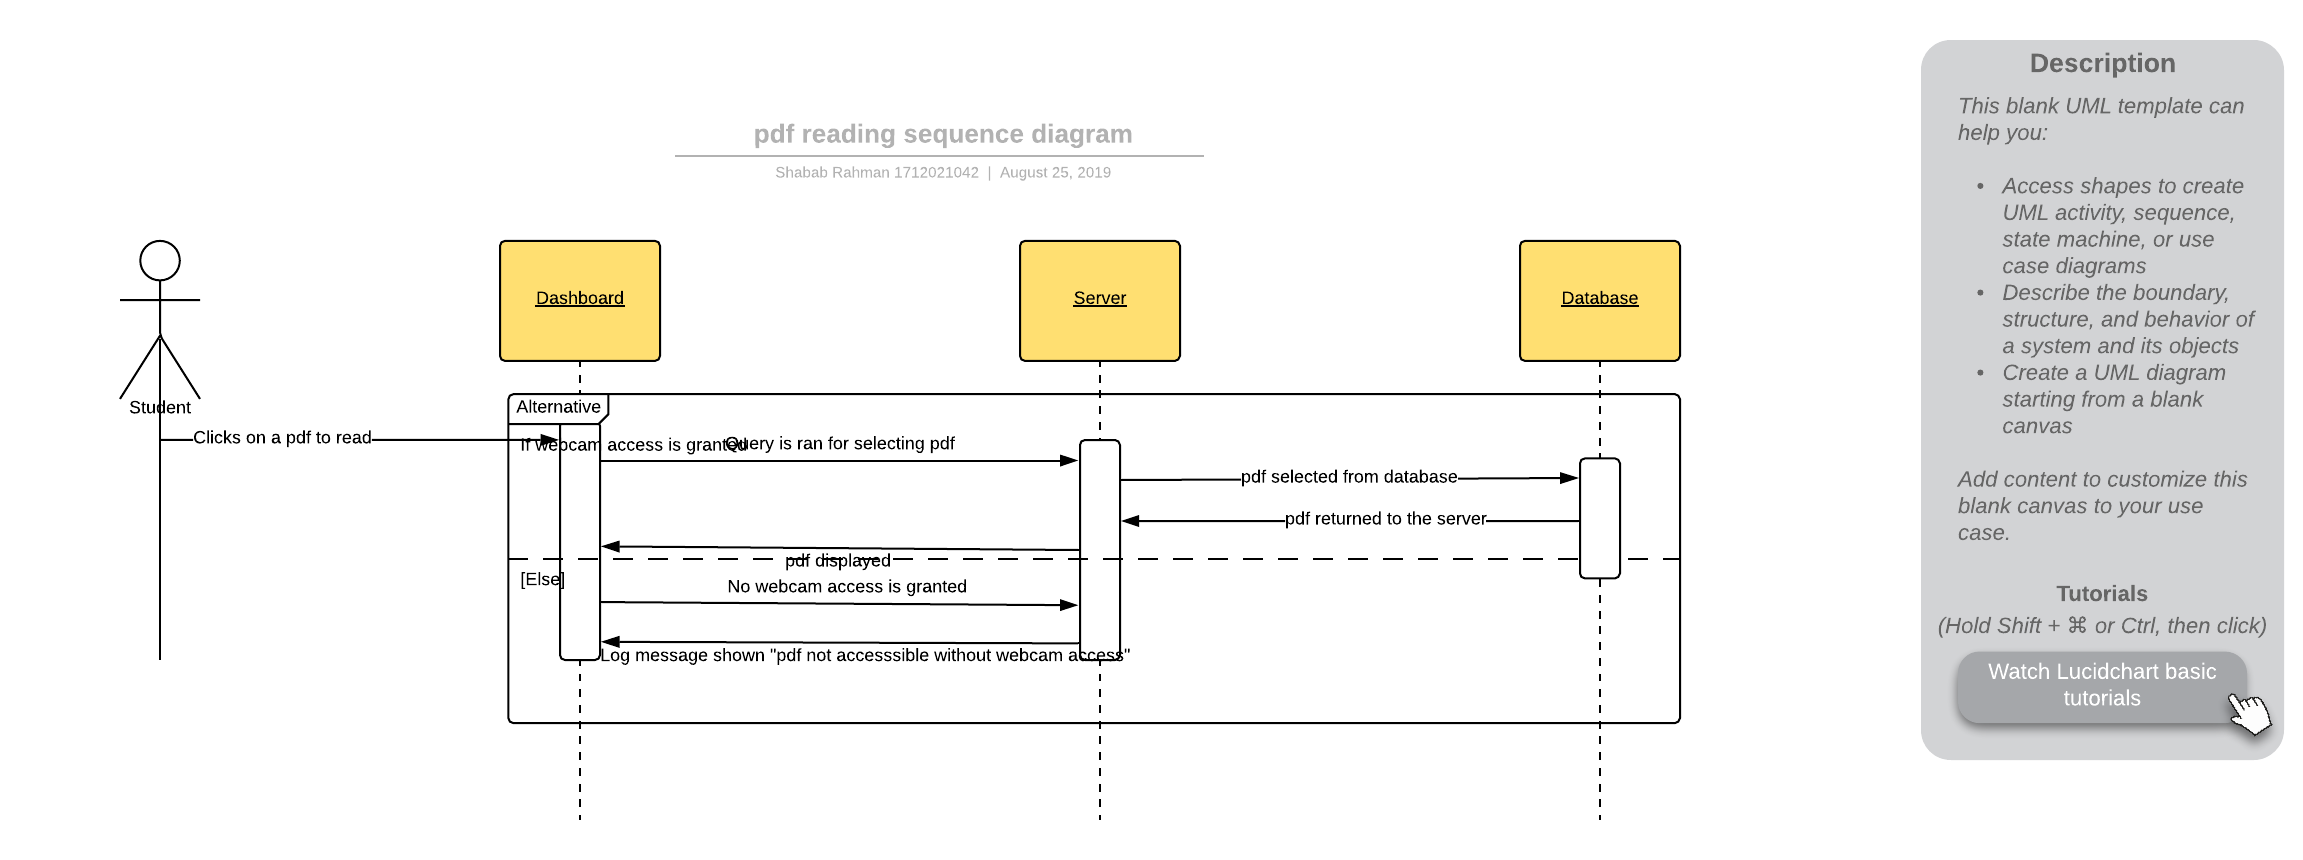 pdf reading sequence diagram
Shabab Rahman 1712021042 | August 25, 2019
Student
Dashboard
Server
Database
Alternative
Clicks on a pdf to read
If webcam access is granted
Query is ran for selecting pdf
pdf selected from database
pdf returned to the server
pdf displayed
[Else]
No webcam access is granted
Log message shown "pdf not accesssible without webcam access"
Description
This blank UML template can
help you:
• Access shapes to create
UML activity, sequence,
state machine, or use
case diagrams
• Describe the boundary,
structure, and behavior of
a system and its objects
• Create a UML diagram
starting from a blank
canvas
Add content to customize this
blank canvas to your use
case.
Tutorials
(Hold Shift + ⌘ or Ctrl, then click)
Watch Lucidchart basic
tutorials